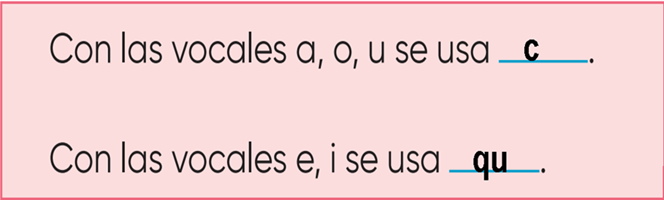 Con las vocales a, o, u se usa c.
Con las vocales e, i se usa qu.